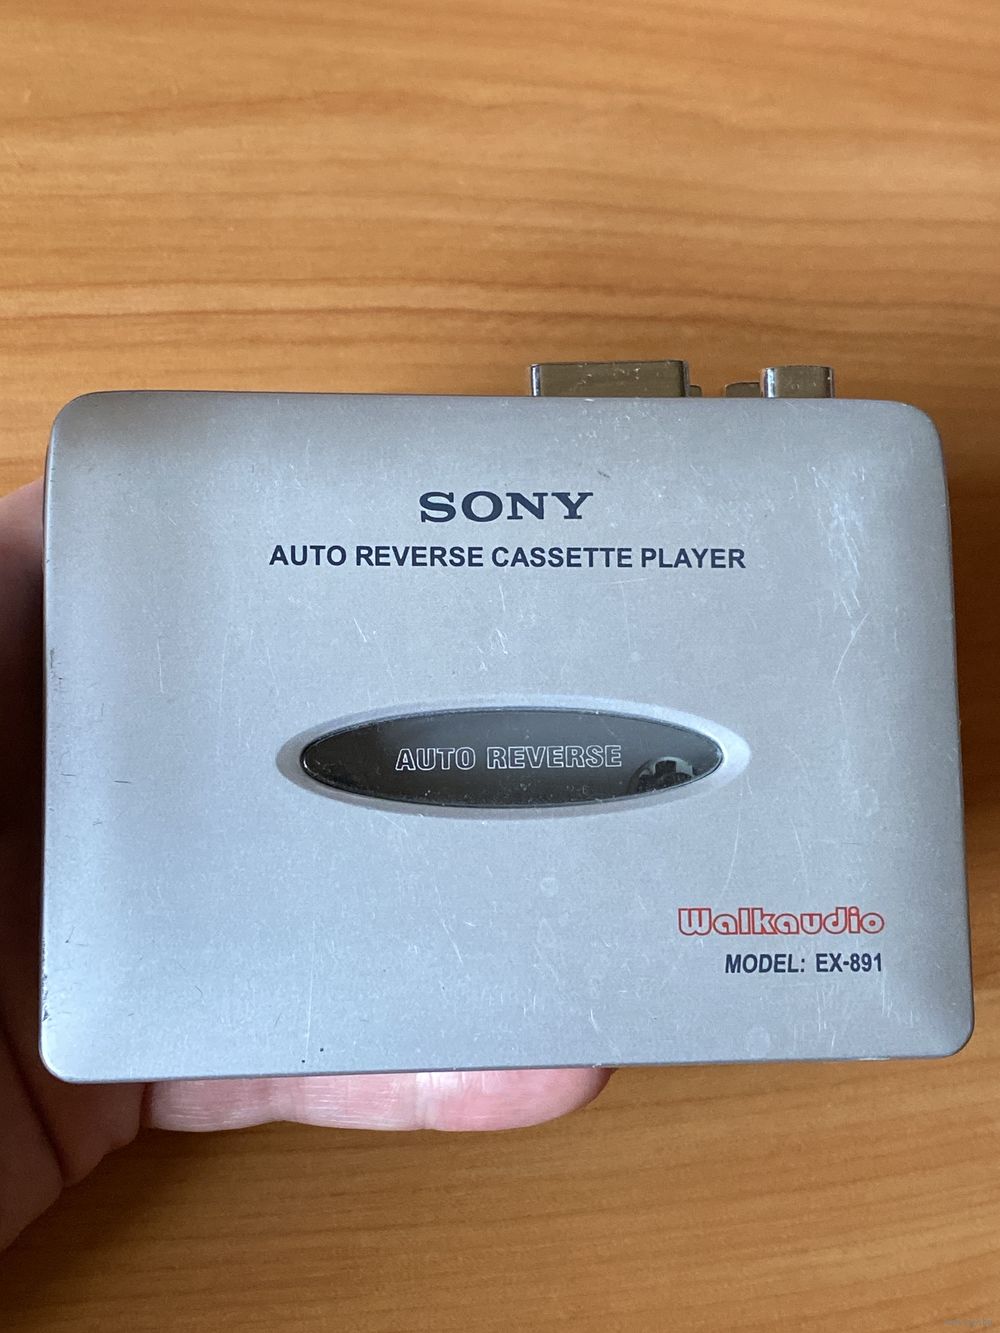 SONY
AUTO REVERSE CASSETTE PLAYER
AUTO REVERSE
Walkaudio
MODEL: EX-891